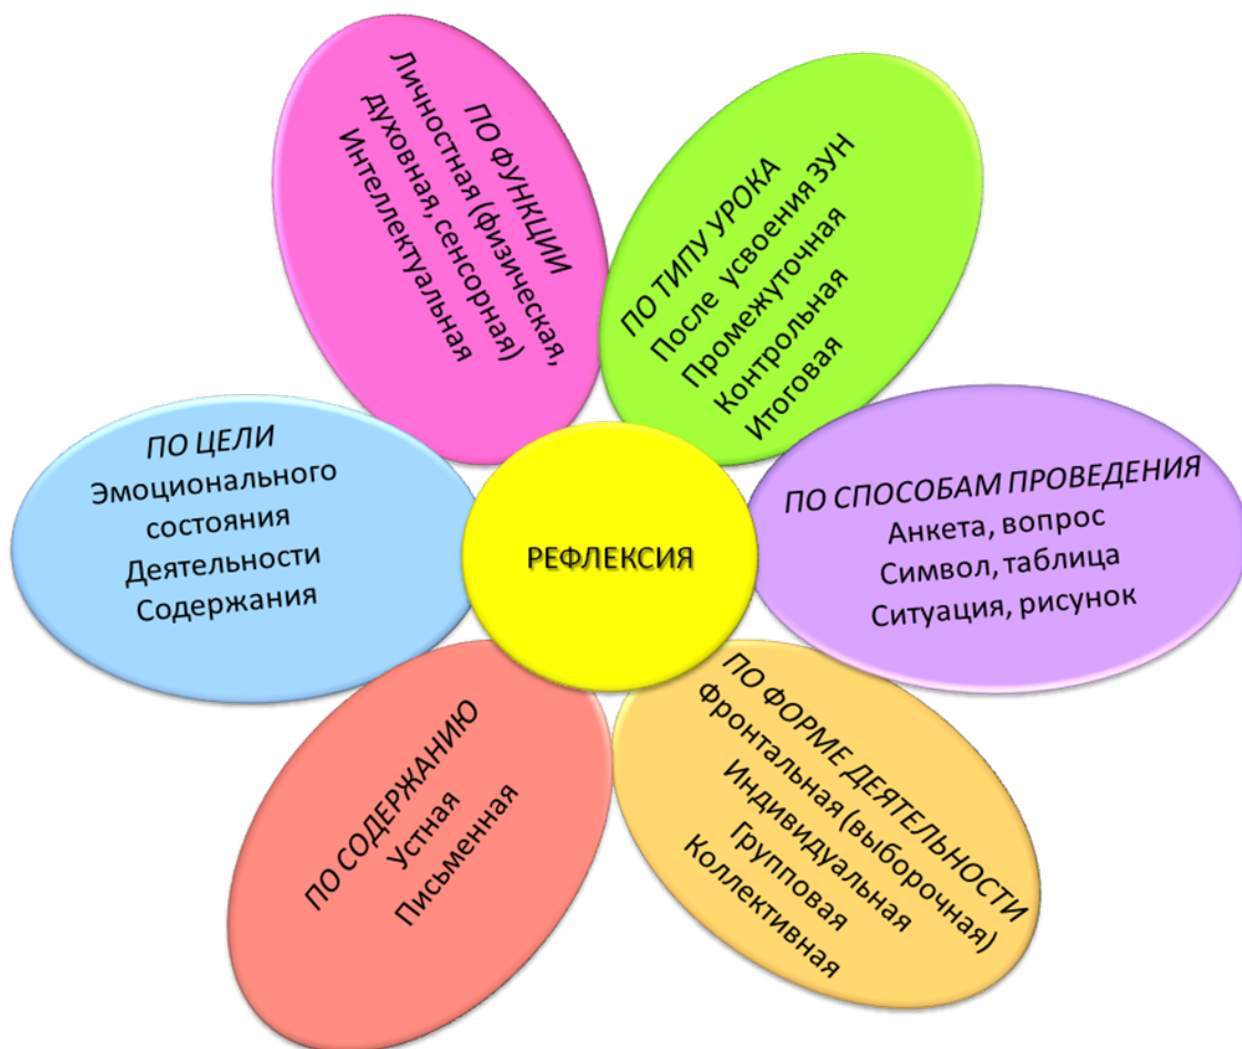 ПО ФУНКЦИИ
Личностная (физическая,
духовная, сенсорная)
Интеллектуальная
ПО ТИПУ УРОКА
После усвоения ЗУН
Промежуточная
Контрольная
Итоговая
ПО ЦЕЛИ
Эмоционального
состояния
Деятельности
Содержания
РЕФЛЕКСИЯ
ПО СПОСОБАМ ПРОВЕДЕНИЯ
Анкета, вопрос
Символ, таблица
Ситуация, рисунок
ПО СОДЕРЖАНИЮ
Устная
Письменная
ПО ФОРМЕ ДЕЯТЕЛЬНОСТИ
Фронтальная (выборочная)
Индивидуальная
Групповая
Коллективная